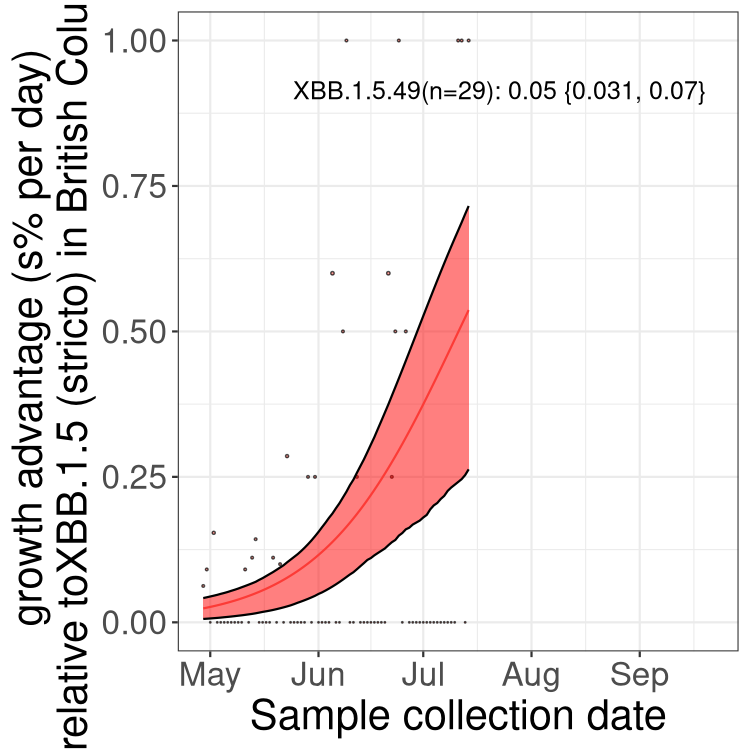 growth advantage (s% per day)
relative toXBB.1.5 (stricto) in British Colu
1.00
0.75
0.50
0.25
0.00
XBB.1.5.49(n=29): 0.05 {0.031, 0.07}
May Jun Jul Aug Sep
Sample collection date